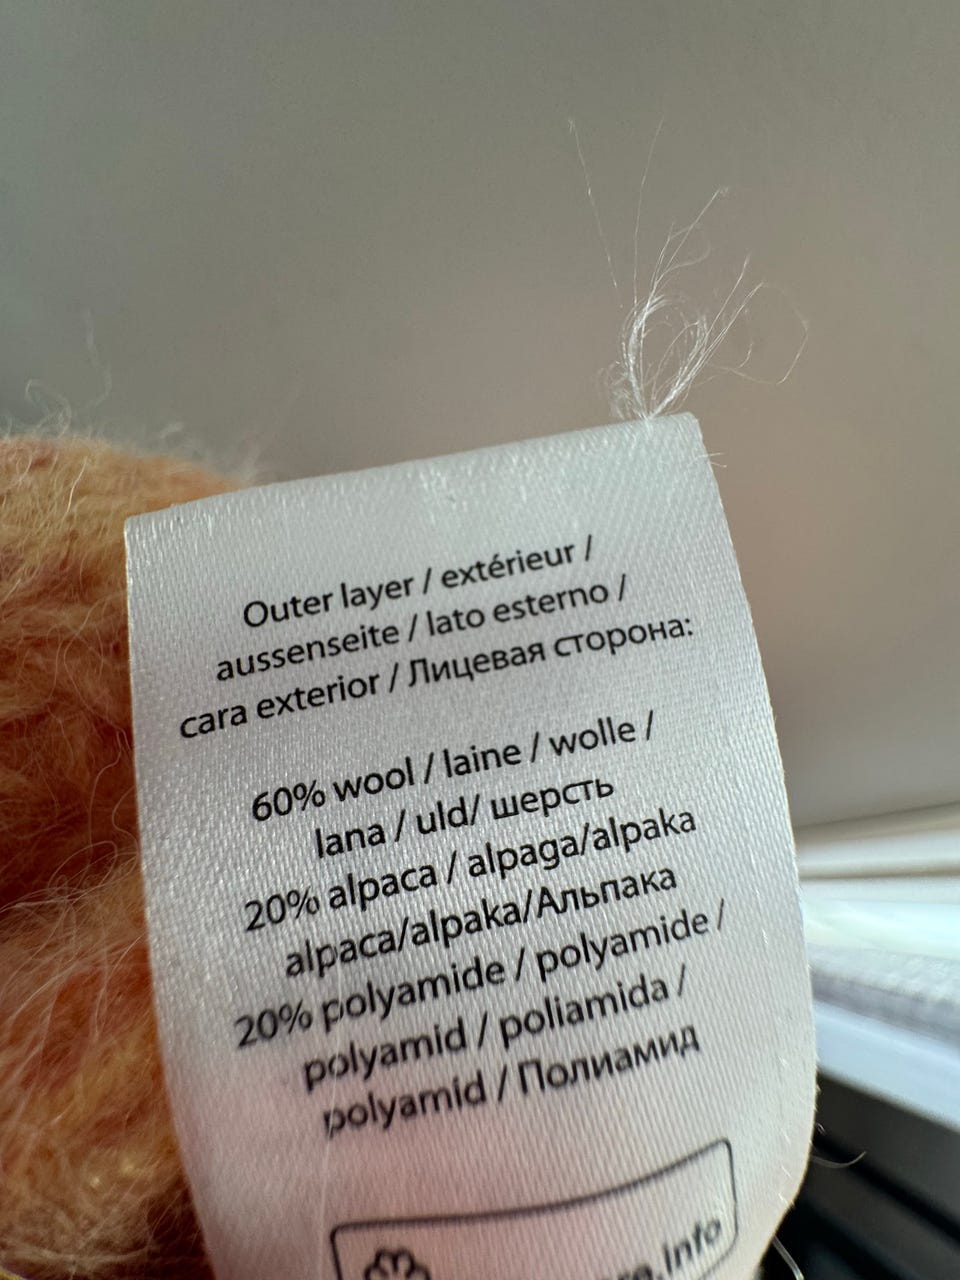 Outer layer / extérieur /
aussenseite / lato esterno /
cara exterior / Лицевая сторона:
60% wool / laine / wolle /
lana / uld/ шерсть
20% alpaca / alpaga/alpaka
alpaca/alpaka/Альпака
20% polyamide / polyamide /
polyamid / poliamida /
polyamid / Полиамид